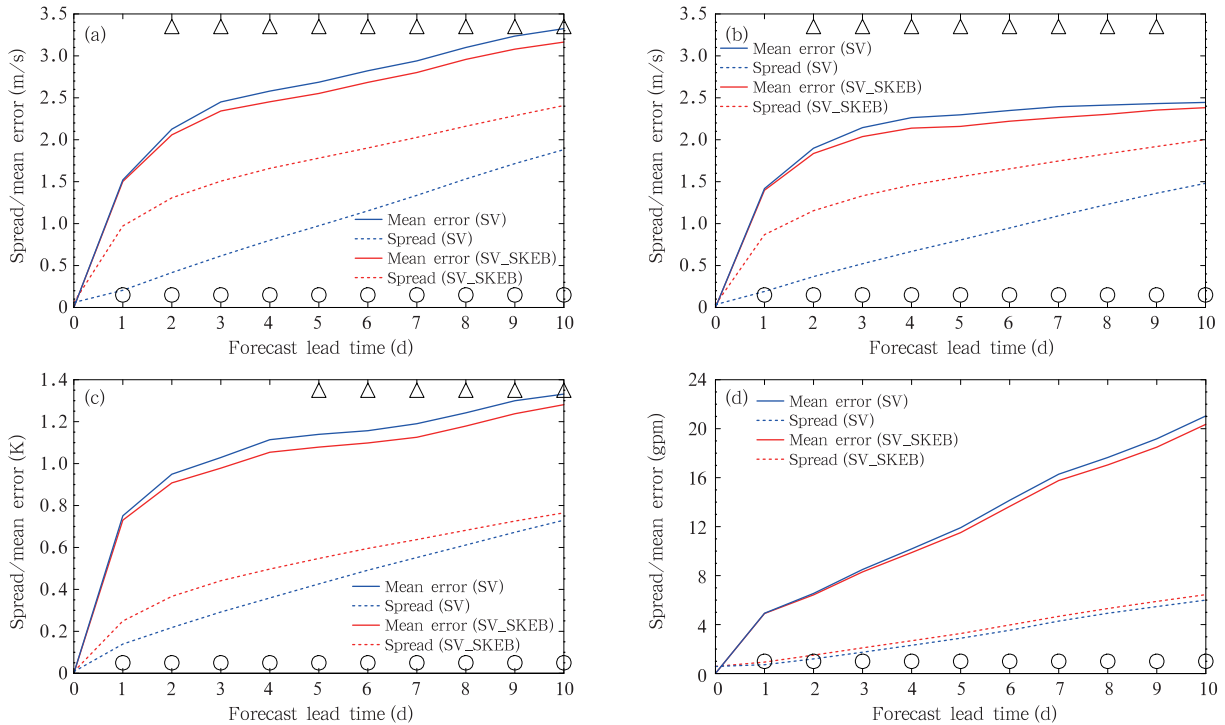 (a)
3.5
3.0
2.5
2.0
1.5
1.0
0.5
0
Spread/mean error (m/s)
Mean error (SV)
Spread (SV)
Mean error (SV_SKEB)
Spread (SV_SKEB)
0 1 2 3 4 5 6 7 8 9 10
Forecast lead time (d)
(b)
3.5
3.0
2.5
2.0
1.5
1.0
0.5
0
Spread/mean error (m/s)
Mean error (SV)
Spread (SV)
Mean error (SV_SKEB)
Spread (SV_SKEB)
0 1 2 3 4 5 6 7 8 9 10
Forecast lead time (d)
(c)
1.4
1.2
1.0
0.8
0.6
0.4
0.2
0
Spread/mean error (K)
Mean error (SV)
Spread (SV)
Mean error (SV_SKEB)
Spread (SV_SKEB)
0 1 2 3 4 5 6 7 8 9 10
Forecast lead time (d)
(d)
24
20
16
12
8
4
0
Spread/mean error (gpm)
Mean error (SV)
Spread (SV)
Mean error (SV_SKEB)
Spread (SV_SKEB)
0 1 2 3 4 5 6 7 8 9 10
Forecast lead time (d)